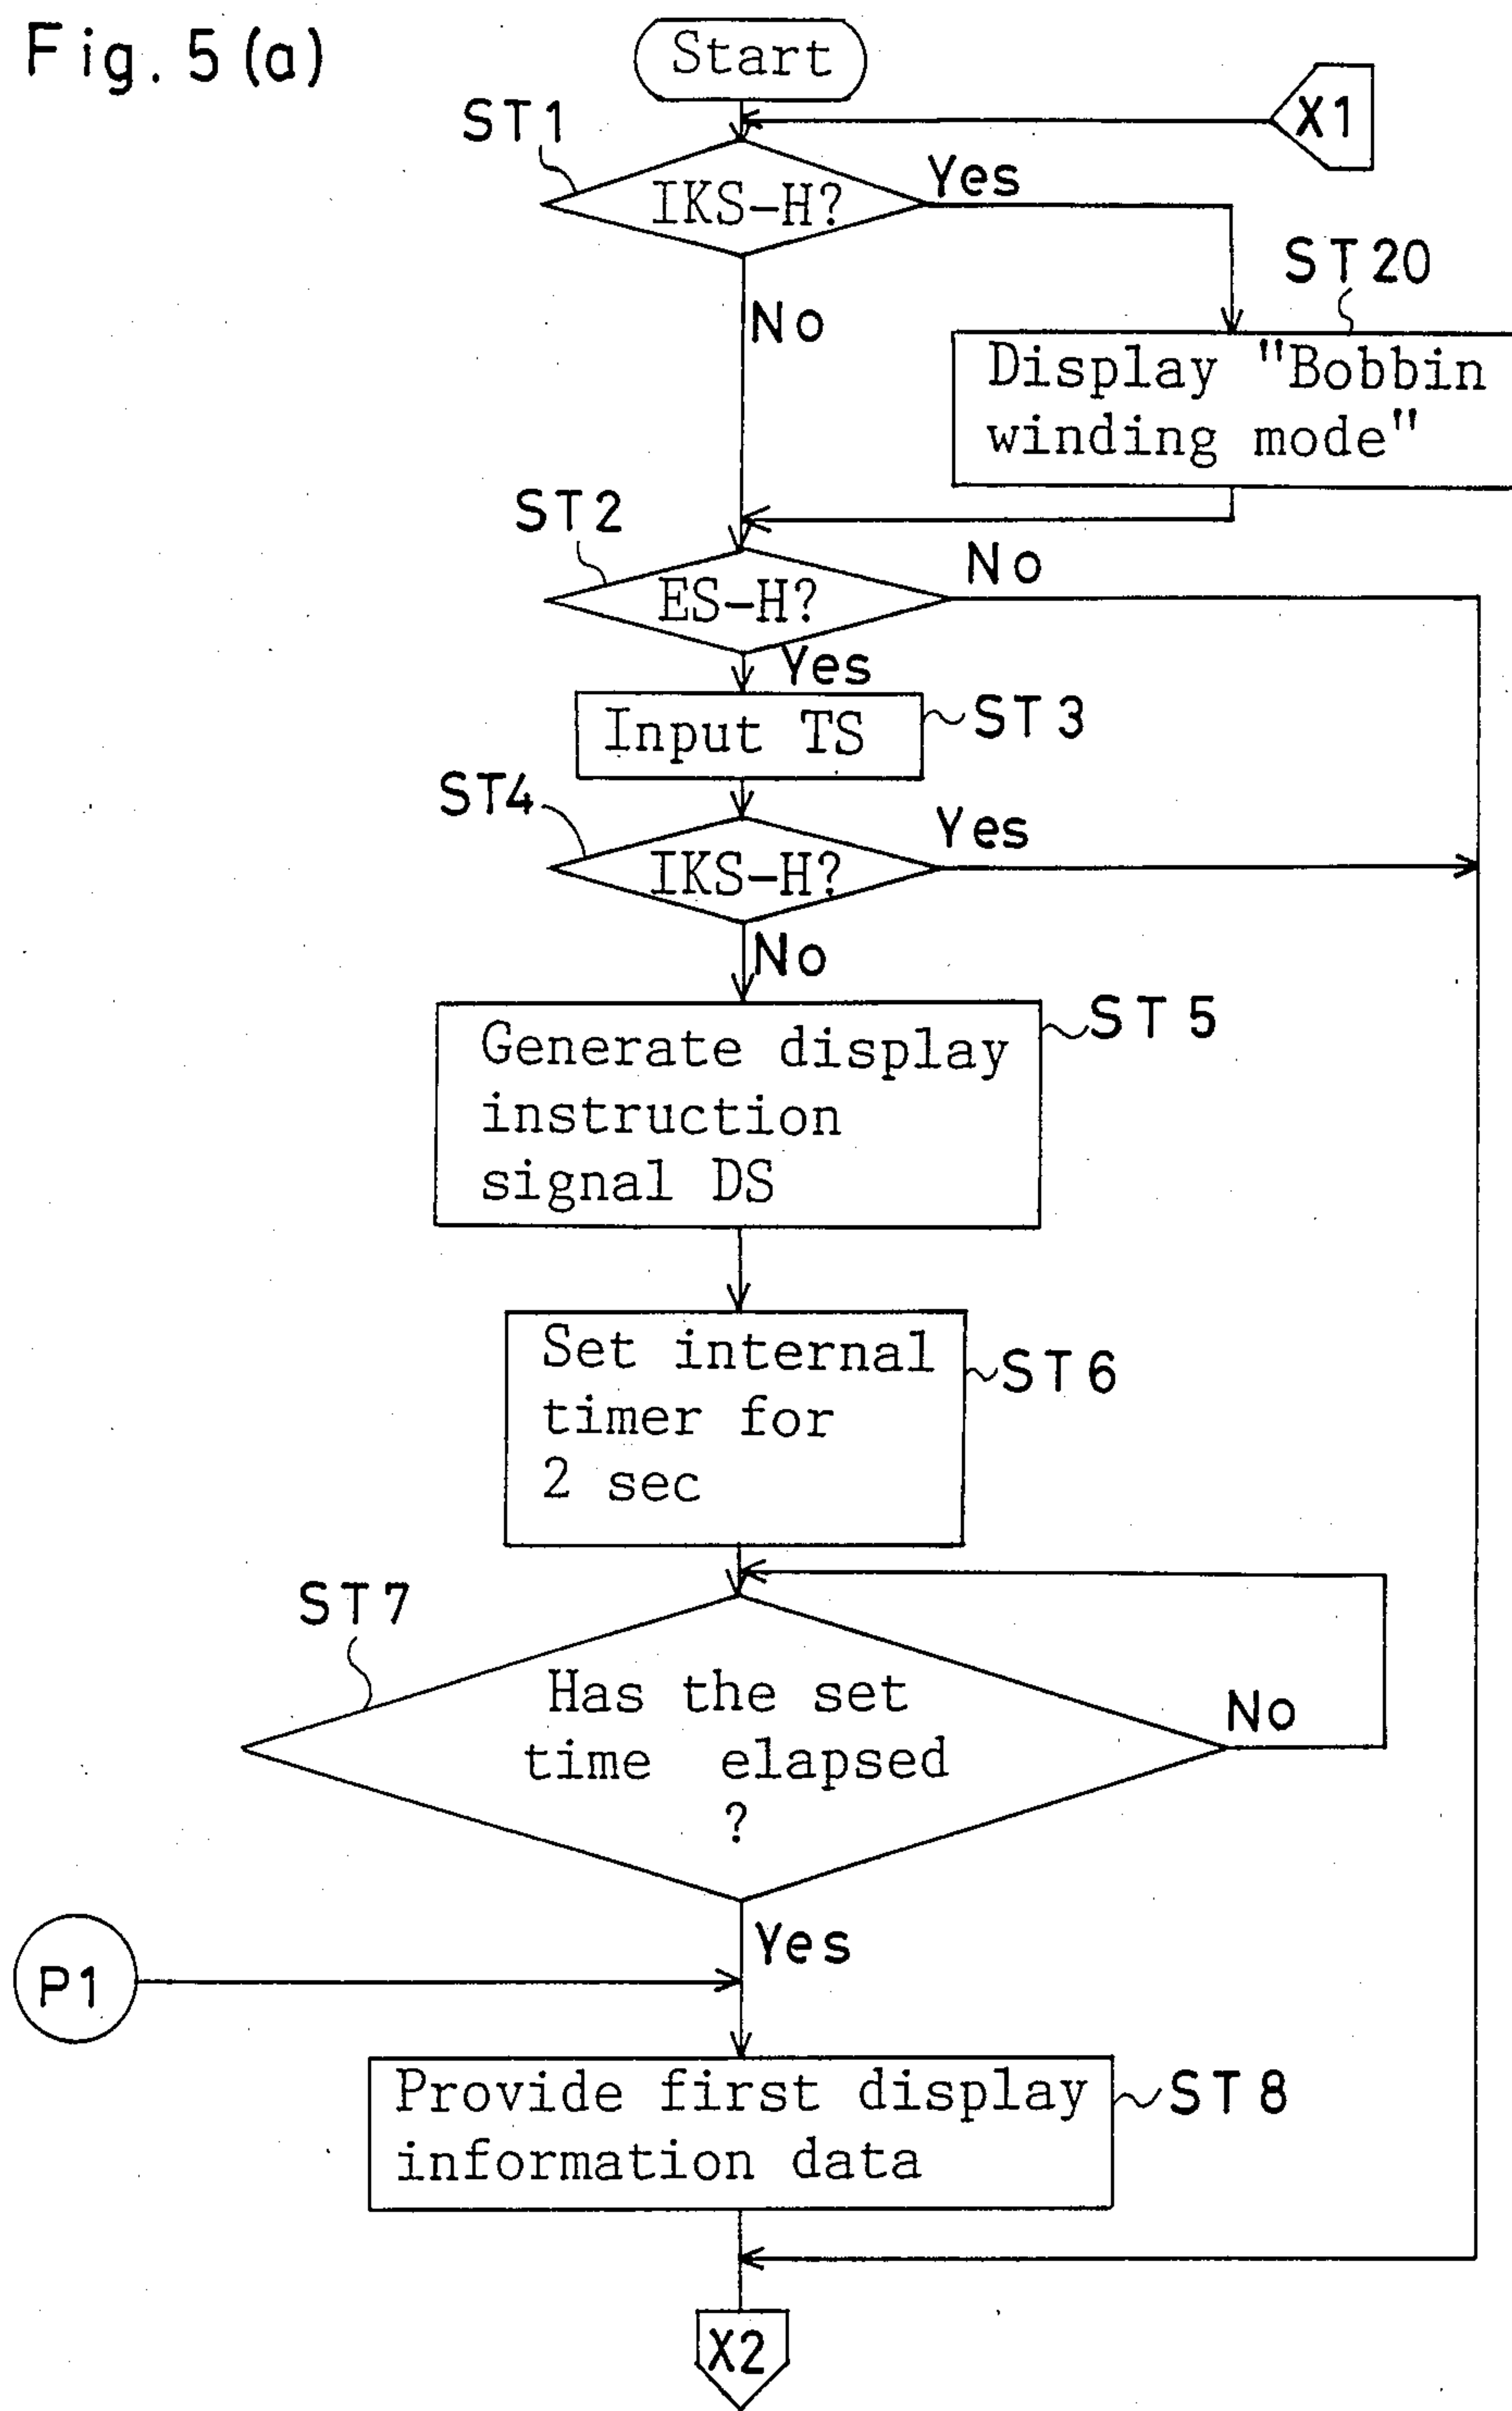 Fig. 5 (a)
Start
X1
ST1
IKS-H?
Yes
No
ST20
Display "Bobbin
winding mode"
ST2
ES-H?
No
Yes
Input TS
ST3
ST4
IKS-H?
Yes
No
Generate display
instruction
signal DS
ST5
Set internal
timer for
2 sec
ST6
ST7
Has the set
time elapsed
?
No
Yes
P1
Provide first display
information data
ST8
X2